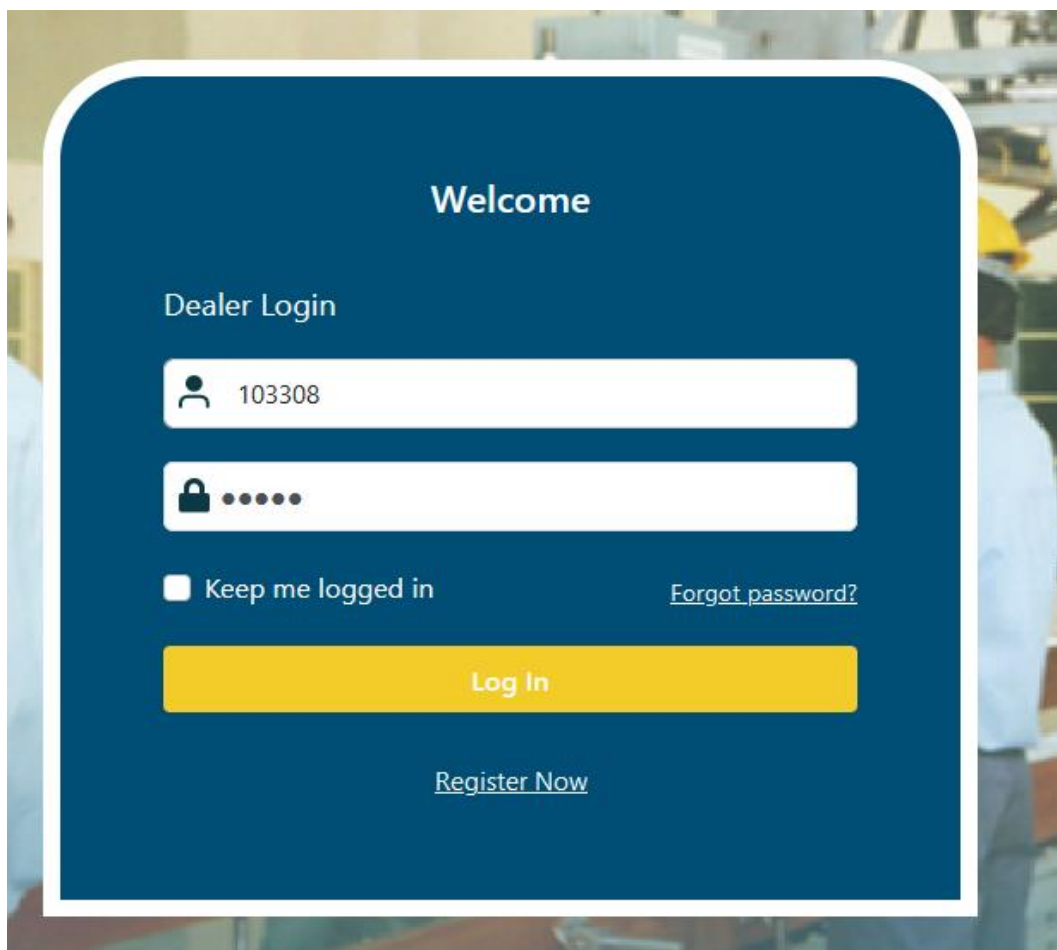 Welcome
Dealer Login
103308
•••••
Keep me logged in
Forgot password?
Log In
Register Now